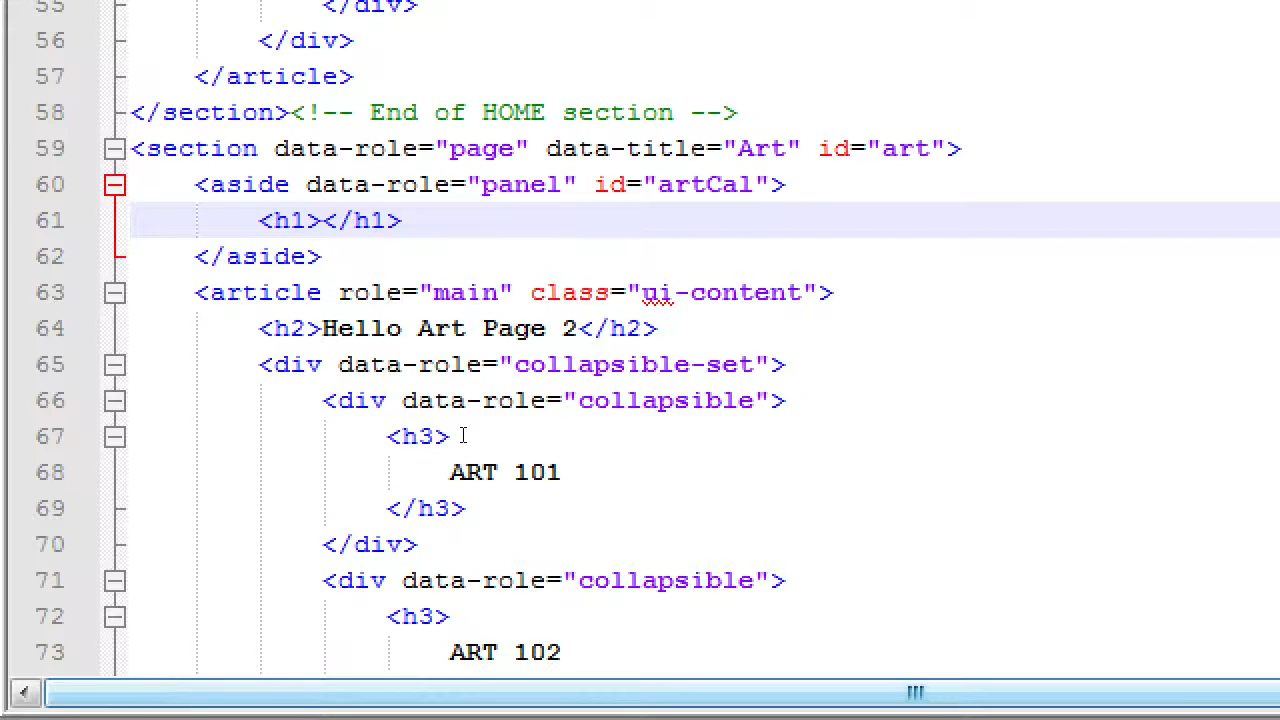 55 </div>
56 </div>
57 </article>
58 </section><!-- End of HOME section -->
59 <section data-role="page" data-title="Art" id="art">
60 <aside data-role="panel" id="artCal">
61 <h1></h1>
62 </aside>
63 <article role="main" class="ui-content">
64 <h2>Hello Art Page 2</h2>
65 <div data-role="collapsible-set">
66 <div data-role="collapsible">
67 <h3>
68 ART 101
69 </h3>
70 </div>
71 <div data-role="collapsible">
72 <h3>
73 ART 102